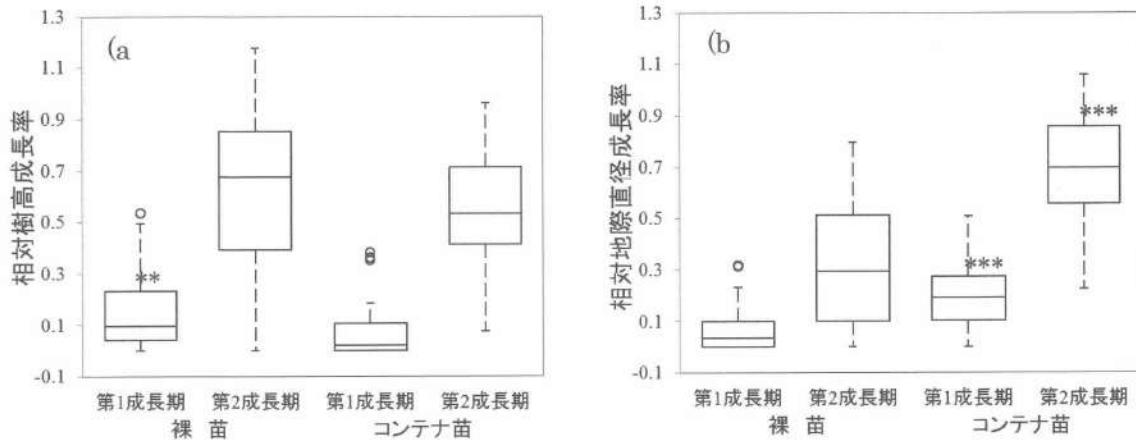 (a
相対樹高成長率
1.3
1.1
0.9
0.7
0.5
0.3
0.1
-0.1
**
第1成長期 第2成長期 第1成長期 第2成長期
裸 苗 コンテナ苗
(b
相対地際直径成長率
1.3
1.1
0.9
0.7
0.5
0.3
0.1
-0.1
***
***
第1成長期 第2成長期 第1成長期 第2成長期
裸 苗 コンテナ苗